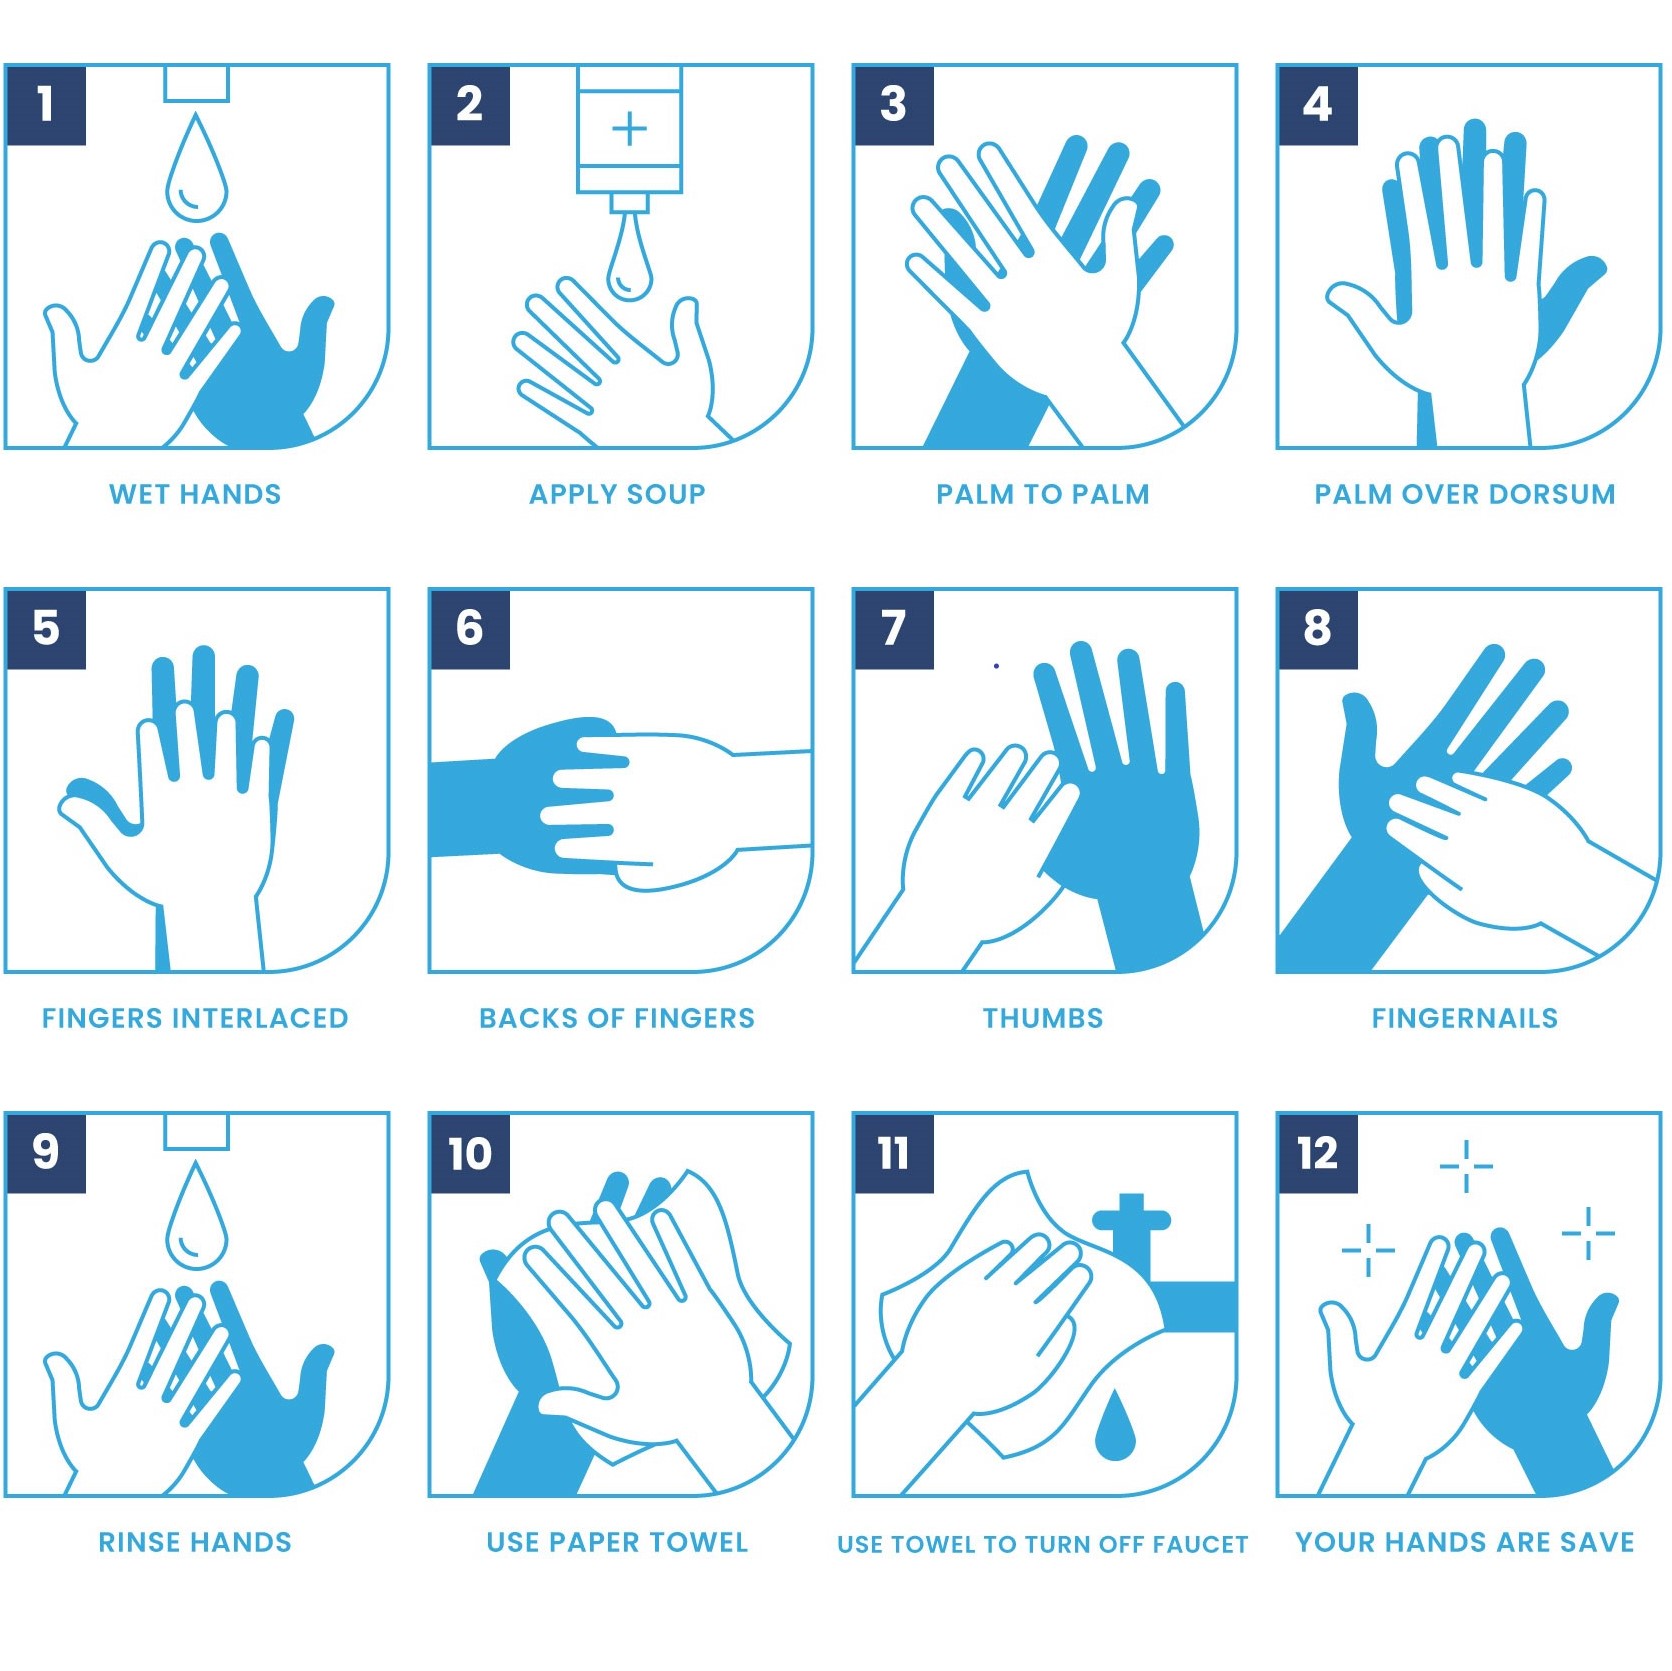 1
WET HANDS
2
APPLY SOUP
3
PALM TO PALM
4
PALM OVER DORSUM
5
FINGERS INTERLACED
6
BACKS OF FINGERS
7
THUMBS
8
FINGERNAILS
9
RINSE HANDS
10
USE PAPER TOWEL
11
USE TOWEL TO TURN OFF FAUCET
12
YOUR HANDS ARE SAVE